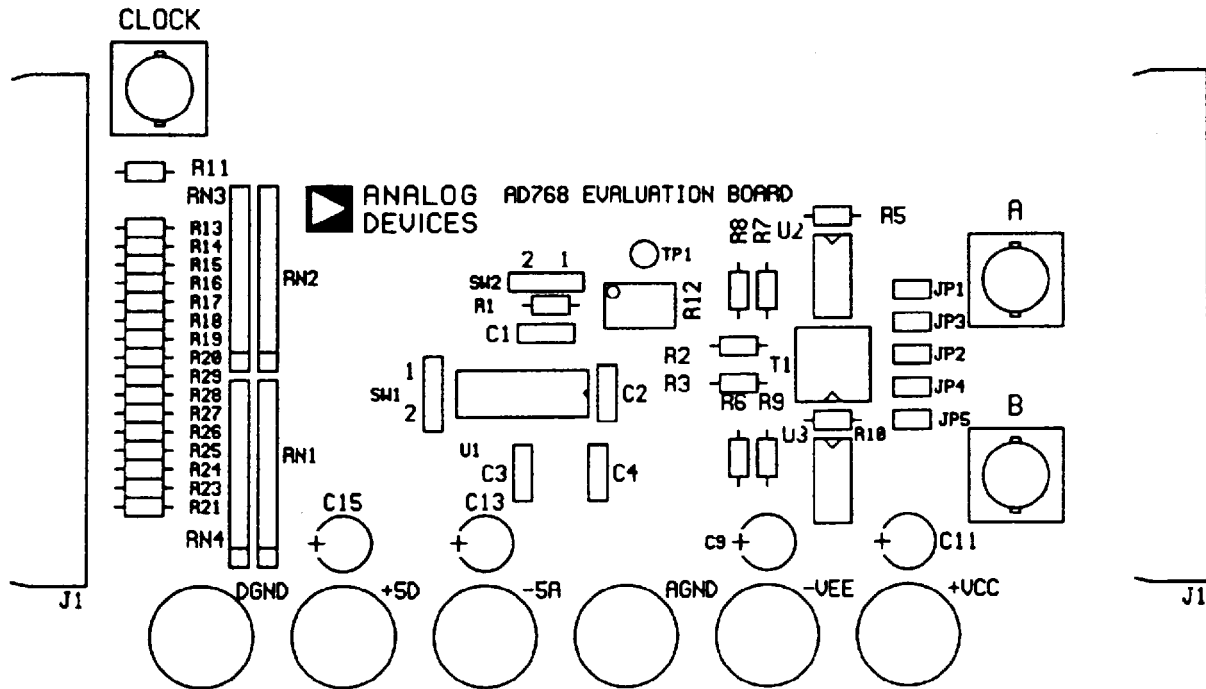 CLOCK
R11
RN3
ANALOG
DEVICES
AD768 EVALUATION BOARD
R5
A
R13
R14
R15
R16
R17
R18
R19
R20
R29
R28
R27
R26
R25
R24
R23
R21
RN2
RN1
RN4
2 1
SW2
R1
C1
TP1
R12
R8
R7
U2
JP1
JP3
JP2
JP4
JP5
R2
R3
T1
R6
R9
1
SW1
2
C2
U1
C3
C4
U3
R10
B
C15
C13
C9
C11
J1
DGND
+5D
-5A
AGND
-VEE
+VCC
J1